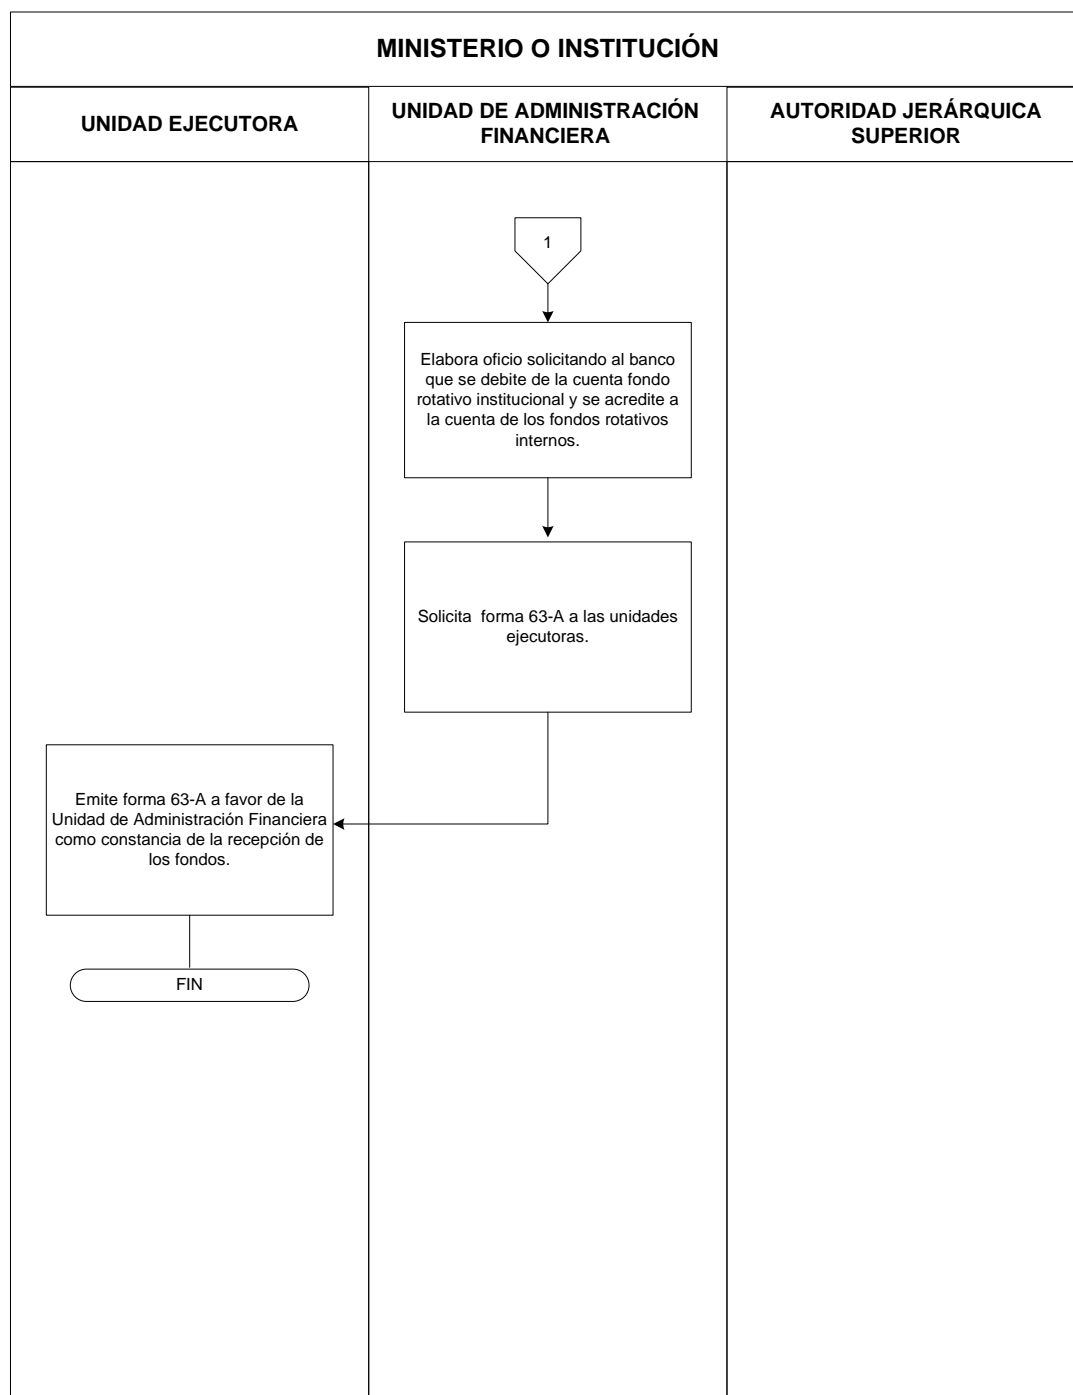 MINISTERIO O INSTITUCIÓN
UNIDAD EJECUTORA
UNIDAD DE ADMINISTRACIÓN
FINANCIERA
AUTORIDAD JERÁRQUICA
SUPERIOR
1
Elabora oficio solicitando al banco
que se debite de la cuenta fondo
rotativo institucional y se acredite a
la cuenta de los fondos rotativos
internos.
Solicita forma 63-A a las unidades
ejecutoras.
Emite forma 63-A a favor de la
Unidad de Administración Financiera
como constancia de la recepción de
los fondos.
FIN